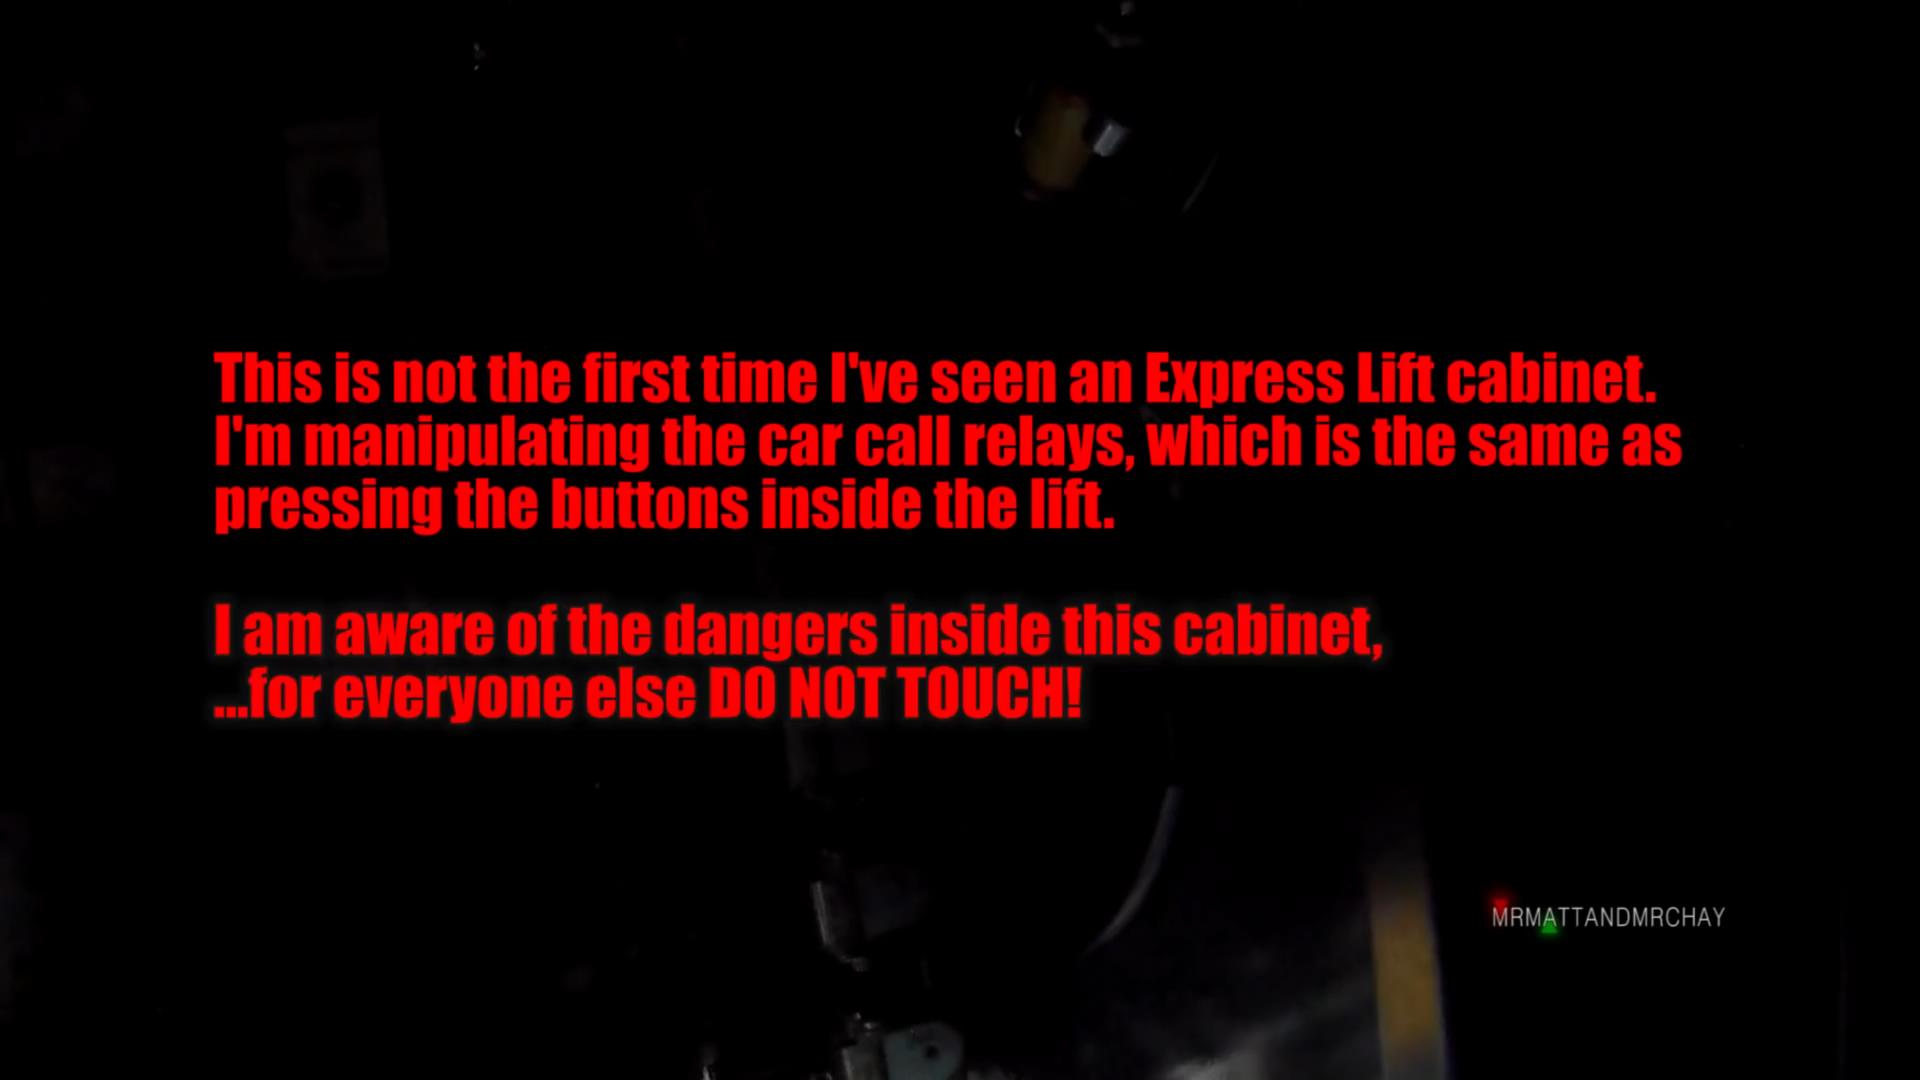 This is not the first time I've seen an Express Lift cabinet.
I'm manipulating the car call relays, which is the same as
pressing the buttons inside the lift.
I am aware of the dangers inside this cabinet,
...for everyone else DO NOT TOUCH!
MRMATTANDMRCHAY